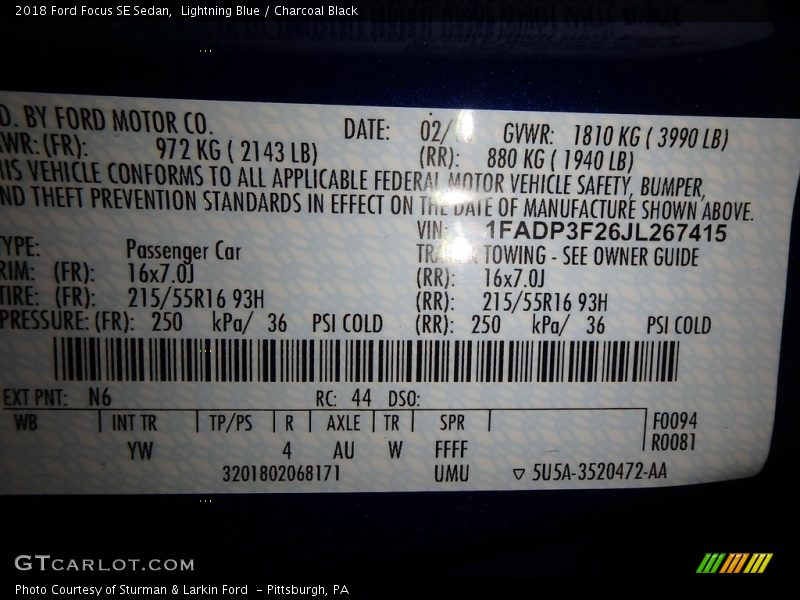 2018 Ford Focus SE Sedan, Lightning Blue / Charcoal Black
D. BY FORD MOTOR CO. DATE: 02/ GVWR: 1810 KG ( 3990 LB)
WR: (FR): 972 KG ( 2143 LB) (RR): 880 KG ( 1940 LB)
HIS VEHICLE CONFORMS TO ALL APPLICABLE FEDERAL MOTOR VEHICLE SAFETY, BUMPER,
ND THEFT PREVENTION STANDARDS IN EFFECT ON THE DATE OF MANUFACTURE SHOWN ABOVE.
VIN: 1FADP3F26JL267415
TYPE: Passenger Car TOWING - SEE OWNER GUIDE
RIM: (FR): 16x7.0J (RR): 16x7.0J
TIRE: (FR): 215/55R16 93H (RR): 215/55R16 93H
PRESSURE: (FR): 250 kPa/ 36 PSI COLD (RR): 250 kPa/ 36 PSI COLD
EXT PNT: N6 RC: 44 DSO:
WB INT TR TP/PS R AXLE TR SPR F0094
YW 4 AU W FFFF R0081
3201802068171 UMU ▽ 5U5A-3520472-AA
GTCARLOT.COM
Photo Courtesy of Sturman & Larkin Ford - Pittsburgh, PA